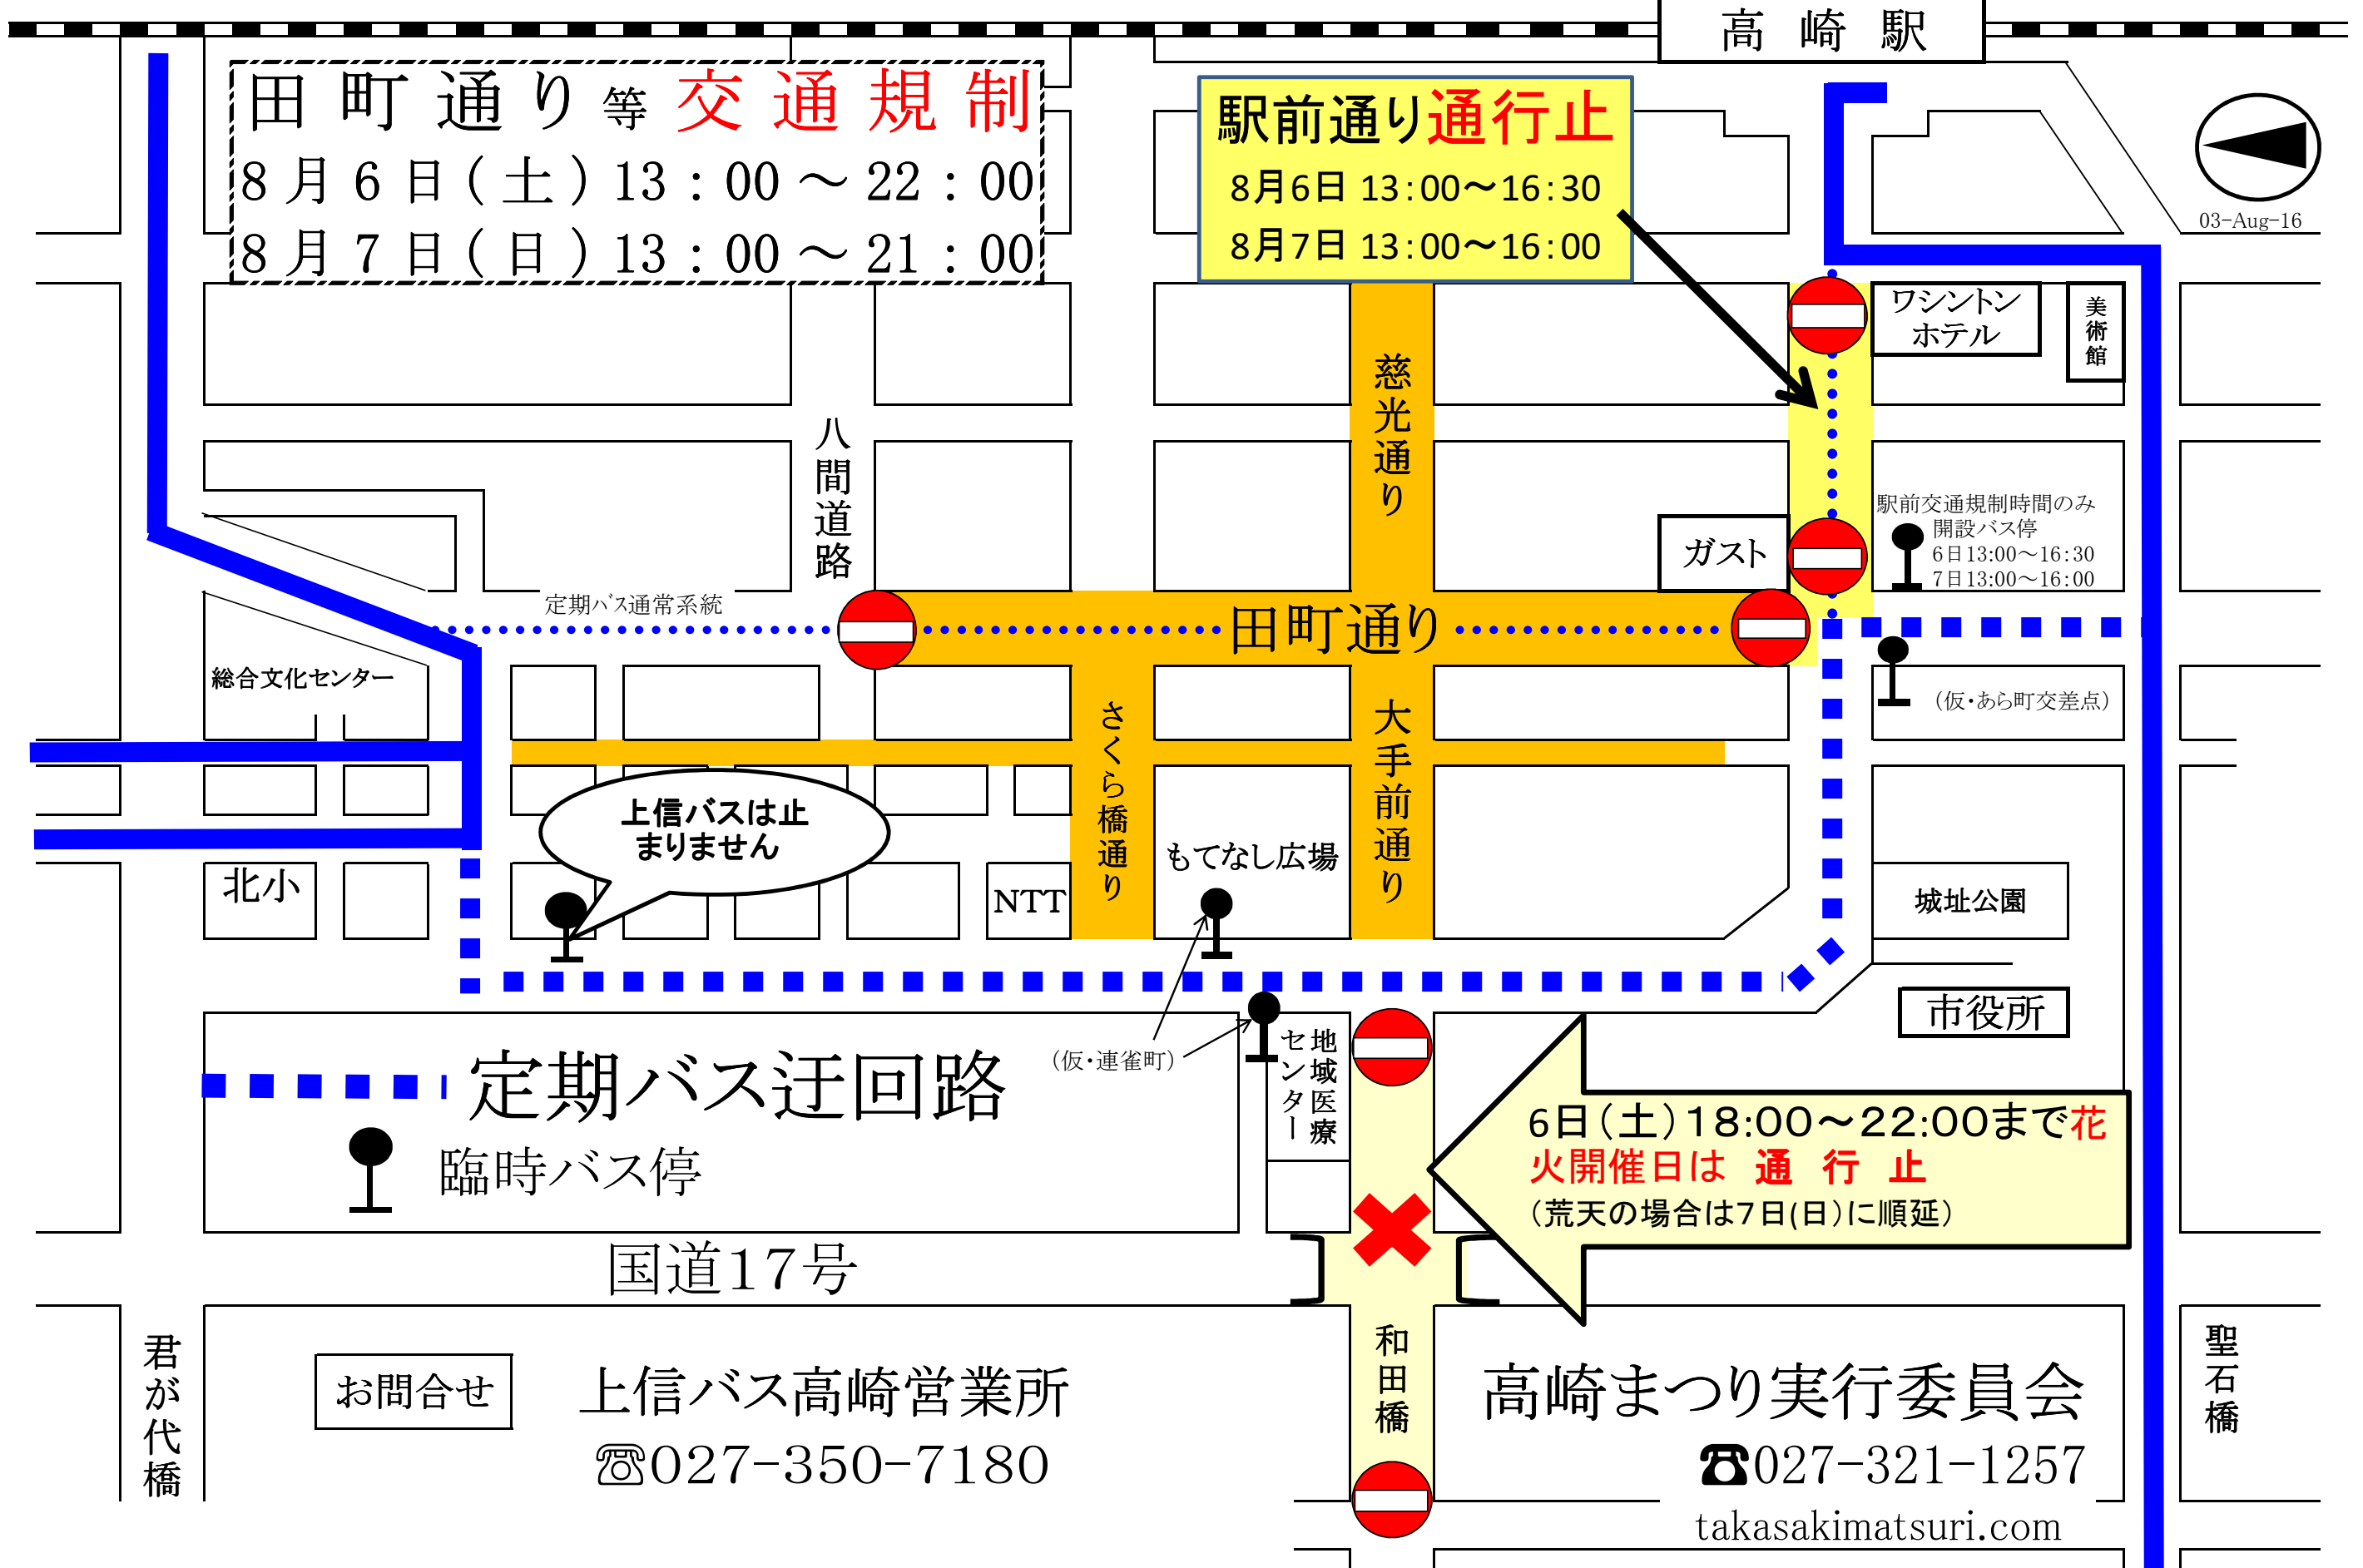 高崎駅
田町通り等交通規制
8月6日(土)13:00～22:00
8月7日(日)13:00～21:00
駅前通り通行止
8月6日 13:00～16:30
8月7日 13:00～16:00
03-Aug-16
ワシントン
ホテル
美術館
慈光通り
八間道路
ガスト
駅前交通規制時間のみ
開設バス停
6日13:00～16:30
7日13:00～16:00
定期バス通常系統
田町通り
総合文化センター
(仮・あら町交差点)
さくら橋通り
大手前通り
上信バスは止
まりません
もてなし広場
北小
NTT
城址公園
市役所
(仮・連雀町)
地域医療
センター
定期バス迂回路
臨時バス停
6日(土)18:00～22:00まで花
火開催日は 通行止
(荒天の場合は7日(日)に順延)
国道17号
君が代橋
和田橋
聖石橋
お問合せ
上信バス高崎営業所
☏027-350-7180
高崎まつり実行委員会
☎027-321-1257
takasakimatsuri.com